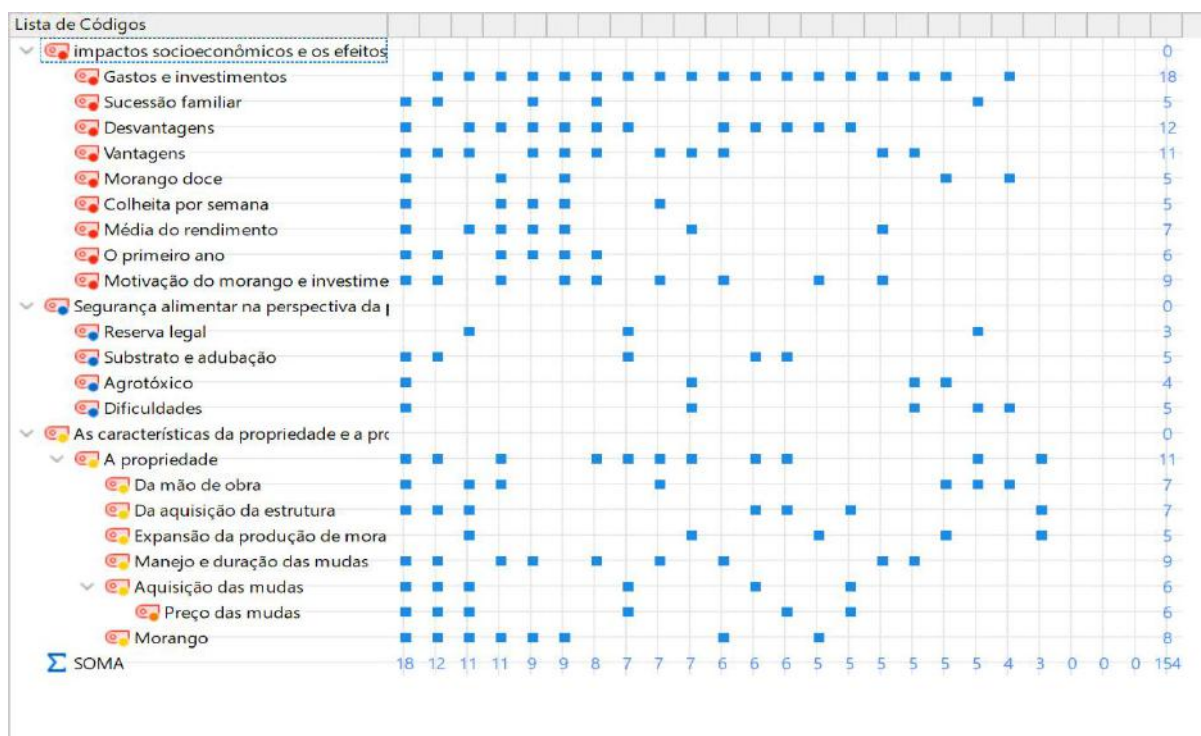 Lista de Códigos
impactos socioeconômicos e os efeitos 0
Gastos e investimentos 18
Sucessão familiar 5
Desvantagens 12
Vantagens 11
Morango doce 5
Colheita por semana 5
Média do rendimento 7
O primeiro ano 6
Motivação do morango e investime 9
Segurança alimentar na perspectiva da 0
Reserva legal 3
Substrato e adubação 5
Agrotóxico 4
Dificuldades 5
As características da propriedade e a pro 0
A propriedade 11
Da mão de obra 7
Da aquisição da estrutura 7
Expansão da produção de mora 5
Manejo e duração das mudas 9
Aquisição das mudas 6
Preço das mudas 6
Morango 8
Σ SOMA 18 12 11 11 9 9 8 7 7 7 6 6 6 5 5 5 5 5 5 4 3 0 0 0 154